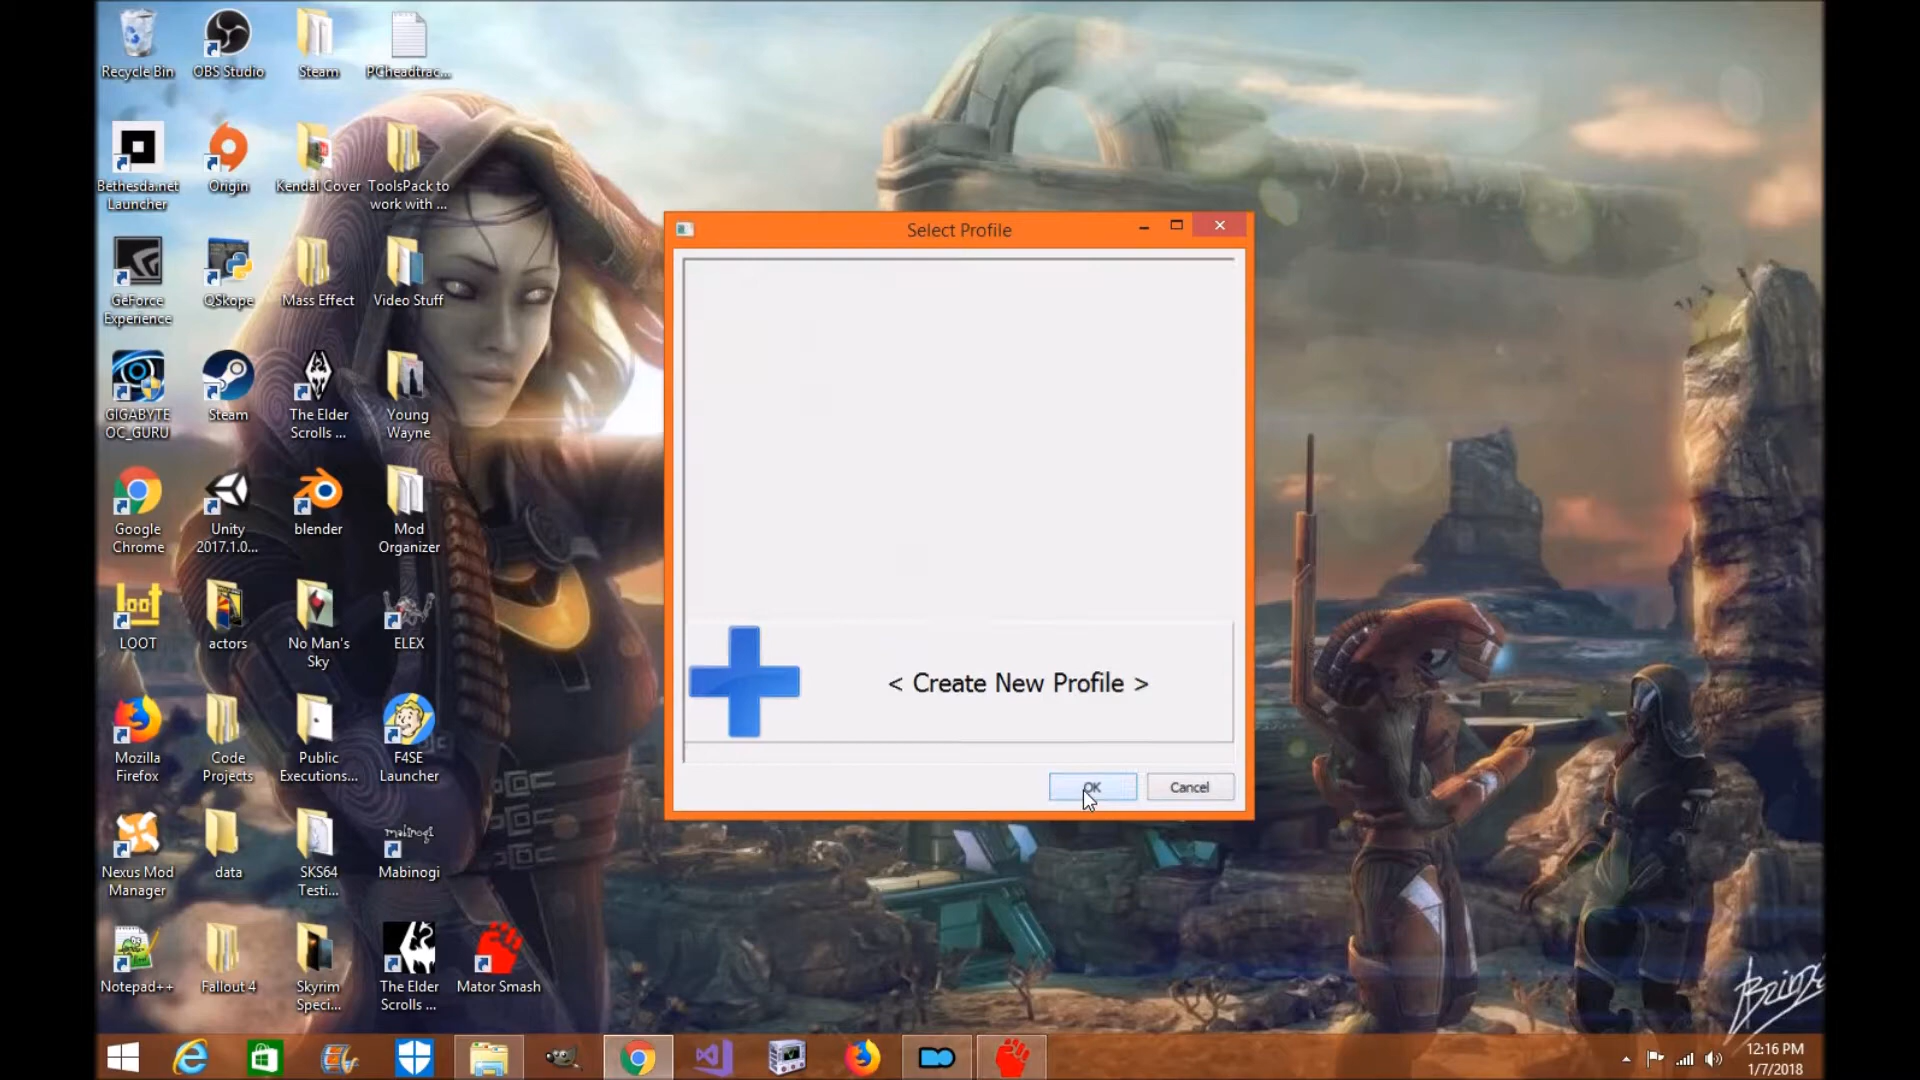 Recycle Bin
OBS Studio
Steam
PCheadtrac...
Bethesda.net
Launcher
Origin
Kendal Cover
ToolsPack to
work with ...
GeForce
Experience
QSkope
Mass Effect
Video Stuff
GIGABYTE
OC_GURU
Steam
The Elder
Scrolls ...
Young
Wayne
Google
Chrome
Unity
2017.1.0...
blender
Mod
Organizer
loot
LOOT
actors
No Man's
Sky
ELEX
Mozilla
Firefox
Code
Projects
Public
Executions...
F4SE
Launcher
Nexus Mod
Manager
data
SKS64
Testi...
mabinogi
Mabinogi
Notepad++
Fallout 4
Skyrim
Speci...
The Elder
Scrolls ...
Mator Smash
Select Profile
< Create New Profile >
OK
Cancel
12:16 PM
1/7/2018